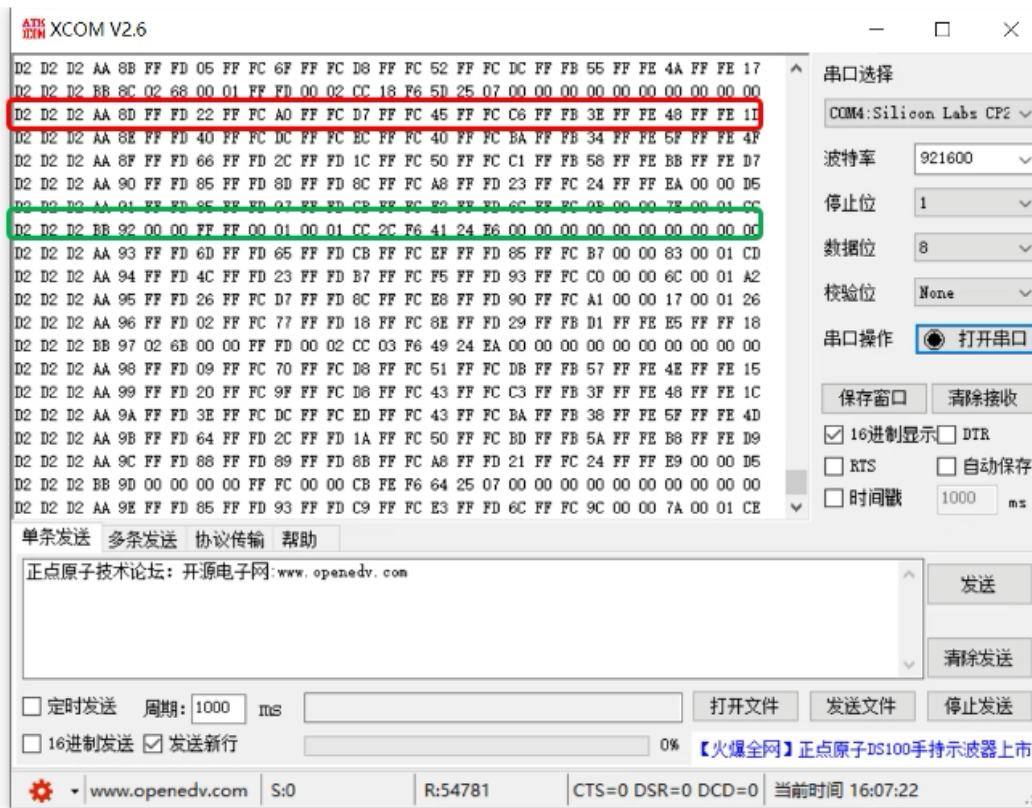 ATK XCOM V2.6
D2 D2 D2 AA 8B FF FD 05 FF FC 6F FF FC D8 FF FC 52 FF FC DC FF FB 55 FF FE 4A FF FE 17
D2 D2 D2 BB 8C 02 68 00 01 FF FD 00 02 CC 18 F6 5D 25 07 00 00 00 00 00 00 00 00 00 00
D2 D2 D2 AA 8D FF FD 22 FF FC A0 FF FC D7 FF FC 45 FF FC C6 FF FB 3E FF FE 48 FF FE 1D
D2 D2 D2 AA 8E FF FD 40 FF FC DC FF FC EC FF FC 40 FF FC BA FF FB 34 FF FE 5F FF FE 4F
D2 D2 D2 AA 8F FF FD 66 FF FD 2C FF FD 1C FF FC 50 FF FC C1 FF FB 58 FF FE BB FF FE D7
D2 D2 D2 AA 90 FF FD 85 FF FD 8D FF FD 8C FF FC A8 FF FD 23 FF FC 24 FF FF EA 00 00 D5
D2 D2 D2 AA 91 FF FD 85 FF FD 97 FF FD CB FF FC E2 FF FD 6C FF FC 9B 00 00 7E 00 01 CC
D2 D2 D2 BB 92 00 00 FF FF 00 01 00 01 CC 2C F6 41 24 E6 00 00 00 00 00 00 00 00 00 00
D2 D2 D2 AA 93 FF FD 6D FF FD 65 FF FD CB FF FC EF FF FD 85 FF FC B7 00 00 83 00 01 CD
D2 D2 D2 AA 94 FF FD 4C FF FD 23 FF FD B7 FF FC F5 FF FD 93 FF FC C0 00 00 6C 00 01 A2
D2 D2 D2 AA 95 FF FD 26 FF FC D7 FF FD 8C FF FC E8 FF FD 90 FF FC A1 00 00 17 00 01 26
D2 D2 D2 AA 96 FF FD 02 FF FC 77 FF FD 18 FF FC 8E FF FD 29 FF FB D1 FF FE E5 FF FF 18
D2 D2 D2 BB 97 02 6B 00 00 FF FD 00 02 CC 03 F6 49 24 EA 00 00 00 00 00 00 00 00 00 00
D2 D2 D2 AA 98 FF FD 09 FF FC 70 FF FC D8 FF FC 51 FF FC DB FF FB 57 FF FE 4E FF FE 15
D2 D2 D2 AA 99 FF FD 20 FF FC 9F FF FC D8 FF FC 43 FF FC C3 FF FB 3F FF FE 48 FF FE 1C
D2 D2 D2 AA 9A FF FD 3E FF FC DC FF FC ED FF FC 43 FF FC BA FF FB 38 FF FE 5F FF FE 4D
D2 D2 D2 AA 9B FF FD 64 FF FD 2C FF FD 1A FF FC 50 FF FC BD FF FB 5A FF FE B8 FF FE D9
D2 D2 D2 AA 9C FF FD 88 FF FD 89 FF FD 8B FF FC A8 FF FD 21 FF FC 24 FF FF E9 00 00 D5
D2 D2 D2 BB 9D 00 00 00 00 FF FC 00 00 CB FE F6 64 25 07 00 00 00 00 00 00 00 00 00 00
D2 D2 D2 AA 9E FF FD 85 FF FD 93 FF FD C9 FF FC E3 FF FD 6C FF FC 9C 00 00 7A 00 01 CE
串口选择
COM4:Silicon Labs CP2
波特率 921600
停止位 1
数据位 8
校验位 None
串口操作 打开串口
保存窗口 清除接收
16进制显示 DTR
RTS 自动保存
时间戳 1000 ms
单条发送 多条发送 协议传输 帮助
正点原子技术论坛：开源电子网:www.openedv.com
发送
清除发送
定时发送 周期: 1000 ms 打开文件 发送文件 停止发送
16进制发送 发送新行 0% 【火爆全网】正点原子DS100手持示波器上市
www.openedv.com S:0 R:54781 CTS=0 DSR=0 DCD=0 当前时间 16:07:22